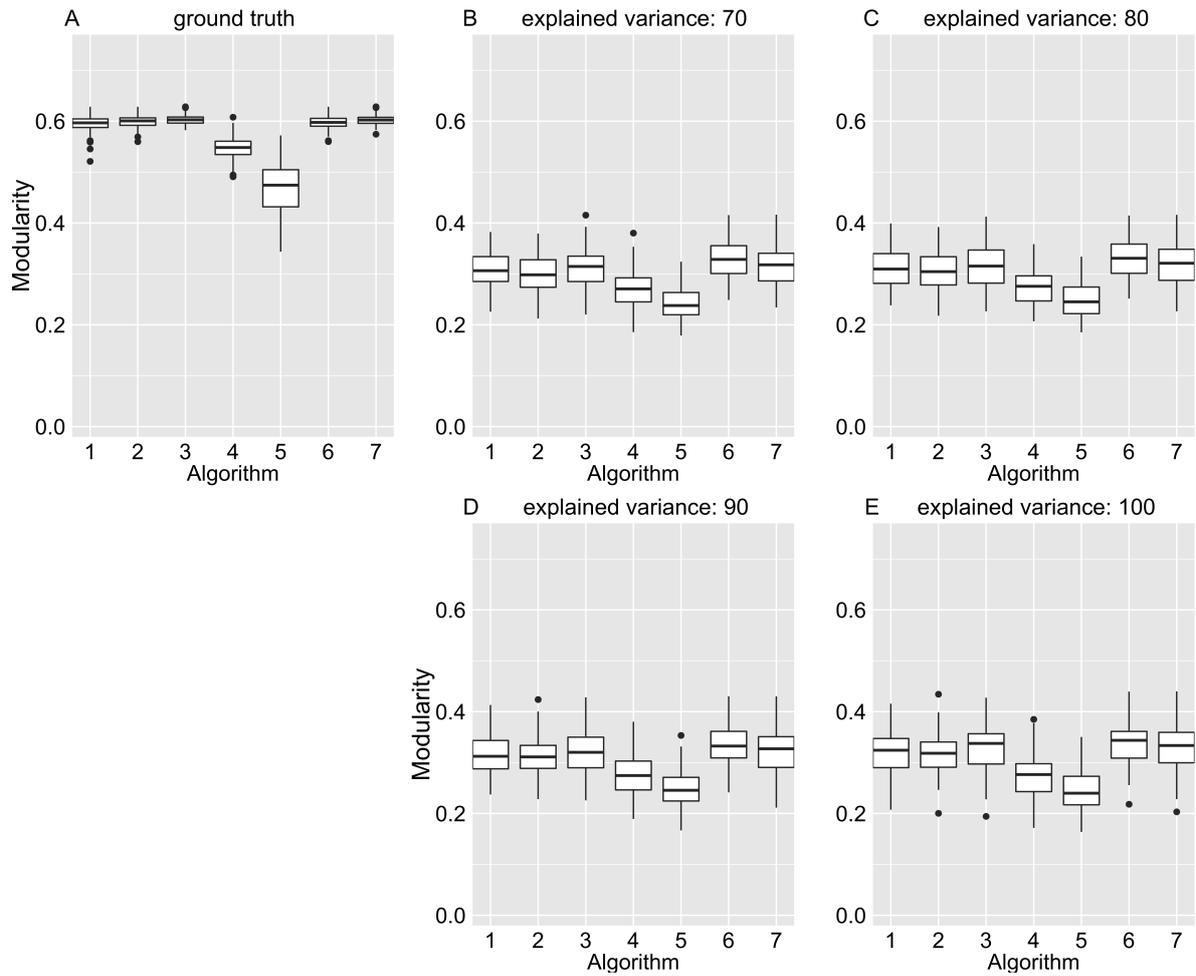 A ground truth
Modularity
0.6
0.4
0.2
0.0
1 2 3 4 5 6 7
Algorithm
B explained variance: 70
0.6
0.4
0.2
0.0
1 2 3 4 5 6 7
Algorithm
C explained variance: 80
0.6
0.4
0.2
0.0
1 2 3 4 5 6 7
Algorithm
D explained variance: 90
Modularity
0.6
0.4
0.2
0.0
1 2 3 4 5 6 7
Algorithm
E explained variance: 100
0.6
0.4
0.2
0.0
1 2 3 4 5 6 7
Algorithm